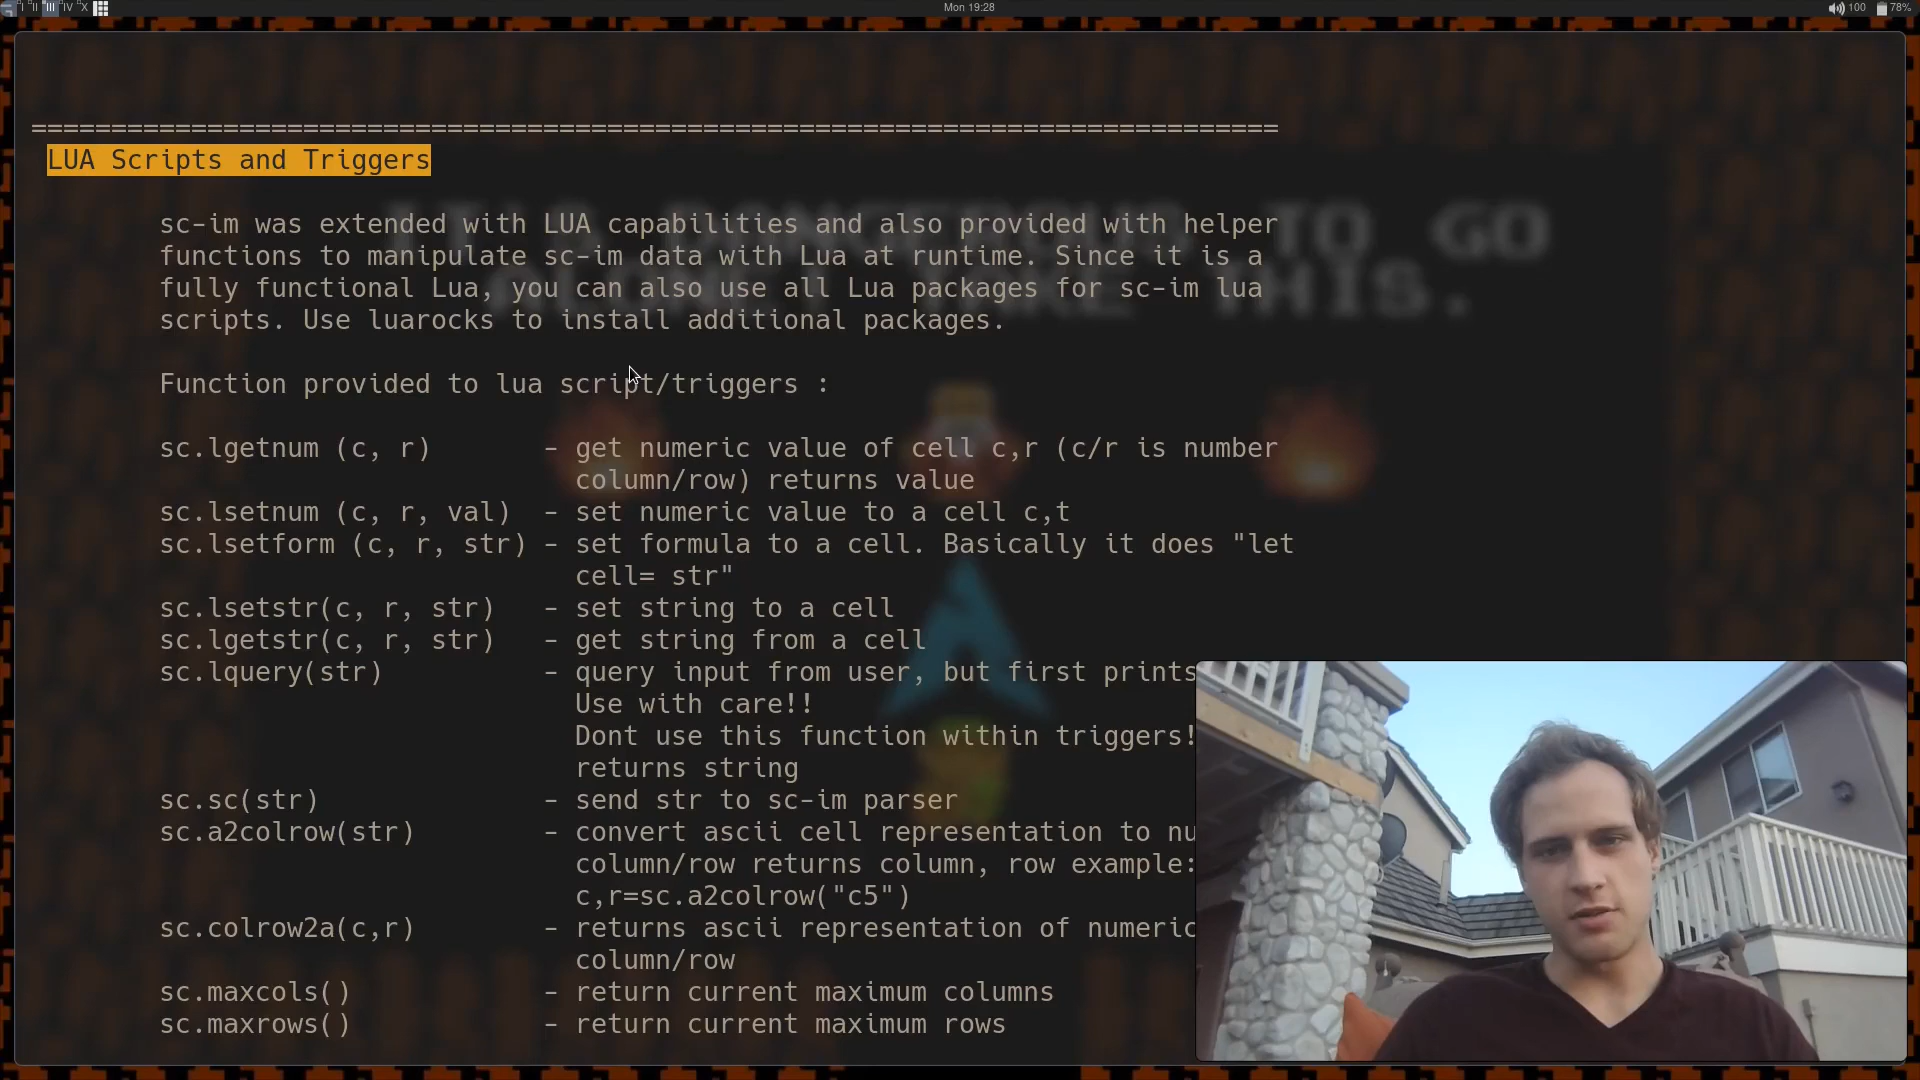 I II III IV X
Mon 19:28
100 78%
================================================================================
LUA Scripts and Triggers
sc-im was extended with LUA capabilities and also provided with helper
functions to manipulate sc-im data with Lua at runtime. Since it is a
fully functional Lua, you can also use all Lua packages for sc-im lua
scripts. Use luarocks to install additional packages.
Function provided to lua script/triggers :
sc.lgetnum (c, r) - get numeric value of cell c,r (c/r is number
column/row) returns value
sc.lsetnum (c, r, val) - set numeric value to a cell c,t
sc.lsetform (c, r, str) - set formula to a cell. Basically it does "let
cell= str"
sc.lsetstr(c, r, str) - set string to a cell
sc.lgetstr(c, r, str) - get string from a cell
sc.lquery(str) - query input from user, but first prints
Use with care!!
Dont use this function within triggers!
returns string
sc.sc(str) - send str to sc-im parser
sc.a2colrow(str) - convert ascii cell representation to nu
column/row returns column, row example:
c,r=sc.a2colrow("c5")
sc.colrow2a(c,r) - returns ascii representation of numeric
column/row
sc.maxcols() - return current maximum columns
sc.maxrows() - return current maximum rows